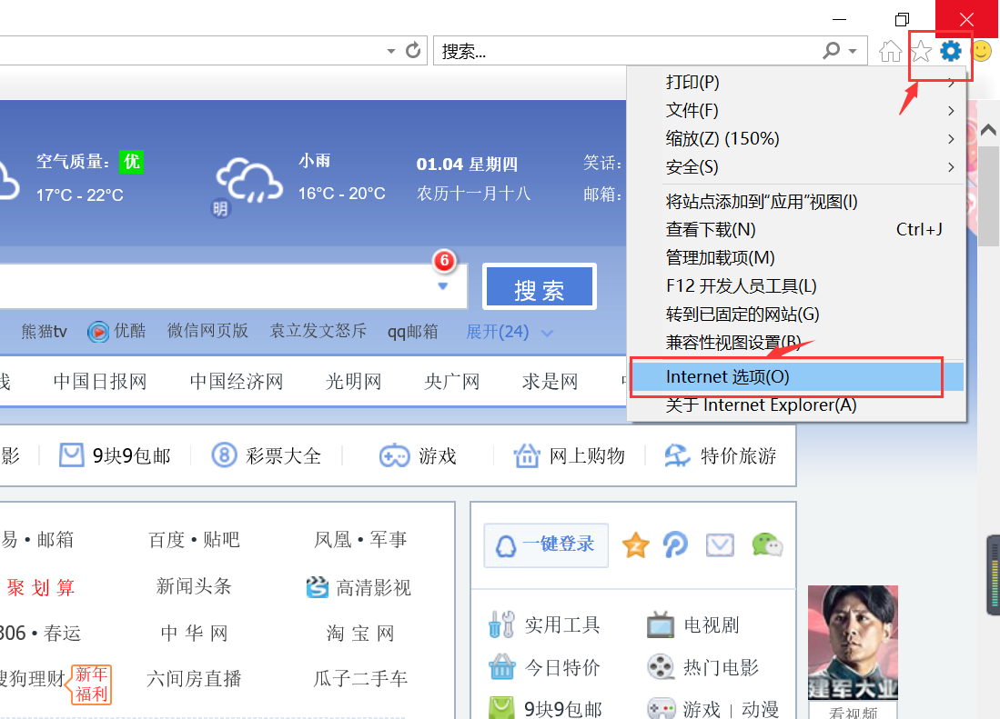 搜索...
打印(P)
文件(F)
缩放(Z) (150%)
安全(S)
将站点添加到“应用”视图(I)
查看下载(N) Ctrl+J
管理加载项(M)
F12 开发人员工具(L)
转到已固定的网站(G)
兼容性视图设置(B)
Internet 选项(O)
关于 Internet Explorer(A)
空气质量：优
17°C - 22°C
明
小雨
16°C - 20°C
01.04 星期四
农历十一月十八
笑话：
邮箱：
6
搜索
熊猫tv 优酷 微信网页版 袁立发文怒斥 qq邮箱 展开(24)
线 中国日报网 中国经济网 光明网 央广网 求是网
影 9块9包邮 8 彩票大全 游戏 网上购物 特价旅游
易 • 邮箱 百度 • 贴吧 凤凰 • 军事
聚划算 新闻头条 高清影视
306 • 春运 中华网 淘宝网
搜狗理财 新年福利 六间房直播 瓜子二手车
一键登录
实用工具 电视剧
今日特价 热门电影
9块9包邮 游戏 | 动漫
建军大业
看视频